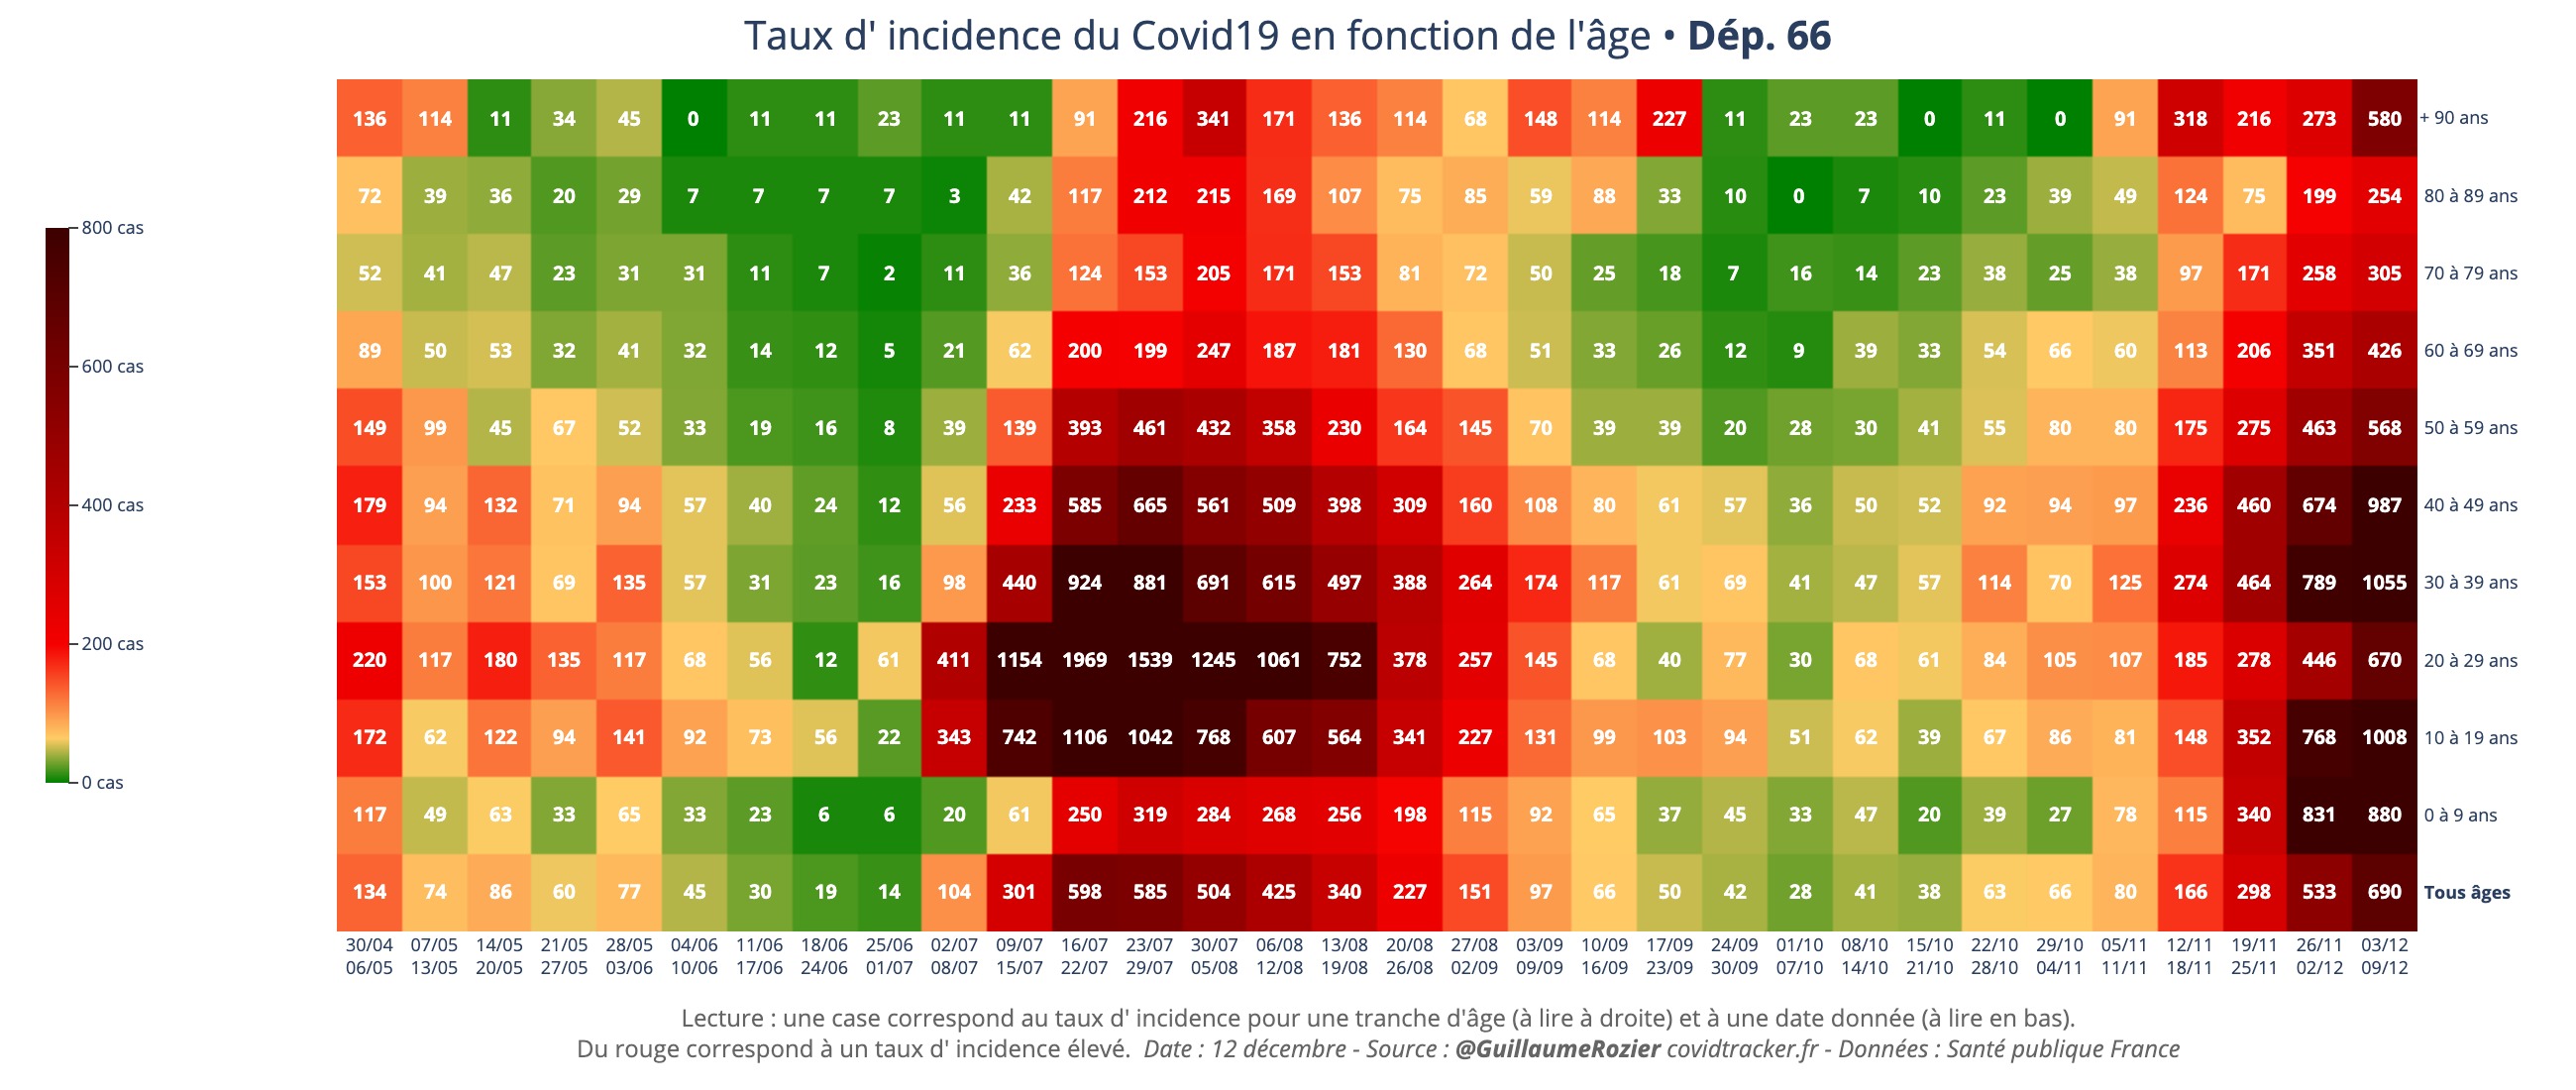 Taux d' incidence du Covid19 en fonction de l'âge • Dép. 66
800 cas
600 cas
400 cas
200 cas
0 cas
136 114 11 34 45 0 11 11 23 11 11 91 216 341 171 136 114 68 148 114 227 11 23 23 0 11 0 91 318 216 273 580 + 90 ans
72 39 36 20 29 7 7 7 7 3 42 117 212 215 169 107 75 85 59 88 33 10 0 7 10 23 39 49 124 75 199 254 80 à 89 ans
52 41 47 23 31 31 11 7 2 11 36 124 153 205 171 153 81 72 50 25 18 7 16 14 23 38 25 38 97 171 258 305 70 à 79 ans
89 50 53 32 41 32 14 12 5 21 62 200 199 247 187 181 130 68 51 33 26 12 9 39 33 54 66 60 113 206 351 426 60 à 69 ans
149 99 45 67 52 33 19 16 8 39 139 393 461 432 358 230 164 145 70 39 39 20 28 30 41 55 80 80 175 275 463 568 50 à 59 ans
179 94 132 71 94 57 40 24 12 56 233 585 665 561 509 398 309 160 108 80 61 57 36 50 52 92 94 97 236 460 674 987 40 à 49 ans
153 100 121 69 135 57 31 23 16 98 440 924 881 691 615 497 388 264 174 117 61 69 41 47 57 114 70 125 274 464 789 1055 30 à 39 ans
220 117 180 135 117 68 56 12 61 411 1154 1969 1539 1245 1061 752 378 257 145 68 40 77 30 68 61 84 105 107 185 278 446 670 20 à 29 ans
172 62 122 94 141 92 73 56 22 343 742 1106 1042 768 607 564 341 227 131 99 103 94 51 62 39 67 86 81 148 352 768 1008 10 à 19 ans
117 49 63 33 65 33 23 6 6 20 61 250 319 284 268 256 198 115 92 65 37 45 33 47 20 39 27 78 115 340 831 880 0 à 9 ans
134 74 86 60 77 45 30 19 14 104 301 598 585 504 425 340 227 151 97 66 50 42 28 41 38 63 66 80 166 298 533 690 Tous âges
30/04 07/05 14/05 21/05 28/05 04/06 11/06 18/06 25/06 02/07 09/07 16/07 23/07 30/07 06/08 13/08 20/08 27/08 03/09 10/09 17/09 24/09 01/10 08/10 15/10 22/10 29/10 05/11 12/11 19/11 26/11 03/12
06/05 13/05 20/05 27/05 03/06 10/06 17/06 24/06 01/07 08/07 15/07 22/07 29/07 05/08 12/08 19/08 26/08 02/09 09/09 16/09 23/09 30/09 07/10 14/10 21/10 28/10 04/11 11/11 18/11 25/11 02/12 09/12
Lecture : une case correspond au taux d' incidence pour une tranche d'âge (à lire à droite) et à une date donnée (à lire en bas).
Du rouge correspond à un taux d' incidence élevé. Date : 12 décembre - Source : @GuillaumeRozier covidtracker.fr - Données : Santé publique France